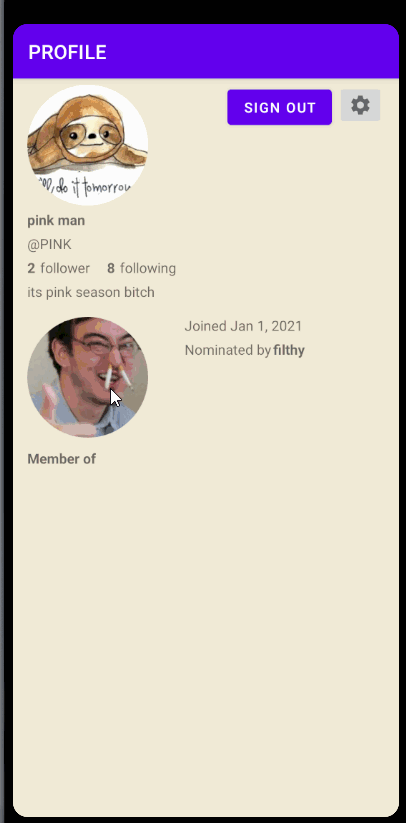 PROFILE
SIGN OUT
I'll do it tomorrow
pink man
@PINK
2 follower 8 following
its pink season bitch
Joined Jan 1, 2021
Nominated by filthy
Member of